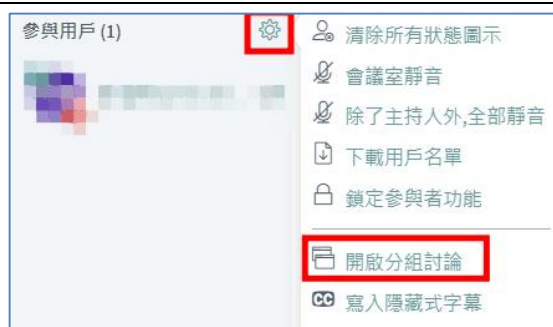 參與用戶 (1)
清除所有狀態圖示
會議室靜音
除了主持人外,全部靜音
下載用戶名單
鎖定參與者功能
開啟分組討論
CC 寫入隱藏式字幕